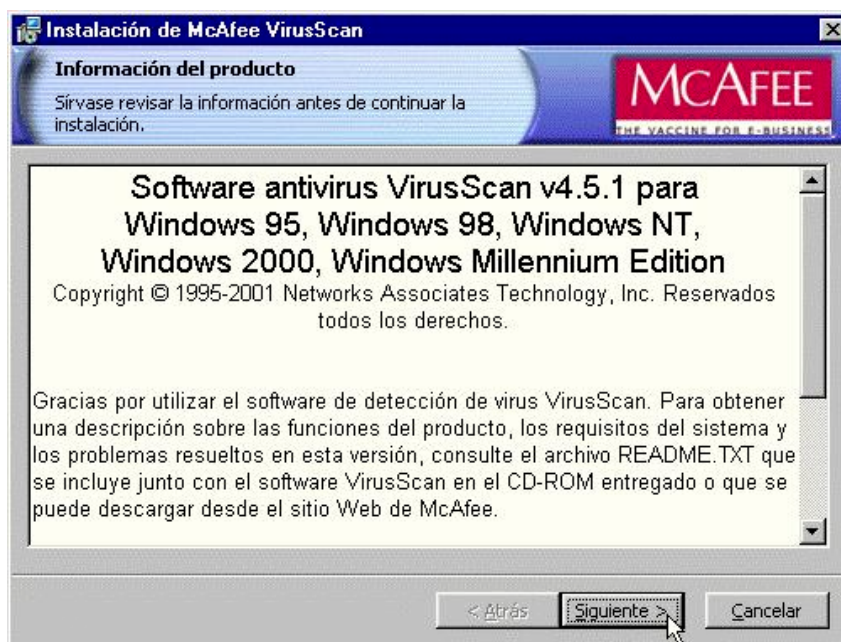 Instalación de McAfee VirusScan
Información del producto
Sírvase revisar la información antes de continuar la
instalación.
McAFEE
THE VACCINE FOR E-BUSINESS
Software antivirus VirusScan v4.5.1 para
Windows 95, Windows 98, Windows NT,
Windows 2000, Windows Millennium Edition
Copyright © 1995-2001 Networks Associates Technology, Inc. Reservados
todos los derechos.
Gracias por utilizar el software de detección de virus VirusScan. Para obtener
una descripción sobre las funciones del producto, los requisitos del sistema y
los problemas resueltos en esta versión, consulte el archivo README.TXT que
se incluye junto con el software VirusScan en el CD-ROM entregado o que se
puede descargar desde el sitio Web de McAfee.
< Atrás
Siguiente >
Cancelar